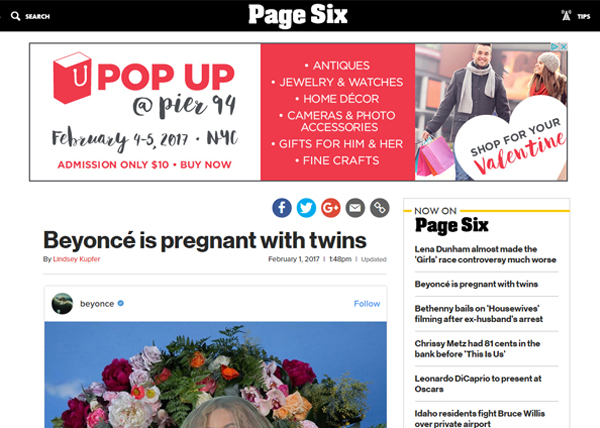 SEARCH
Page Six
TIPS
U POP UP
@ pier 94
February 4-5, 2017 • NYC
ADMISSION ONLY $10 • BUY NOW
• ANTIQUES
• JEWELRY & WATCHES
• HOME DÉCOR
• CAMERAS & PHOTO
ACCESSORIES
• GIFTS FOR HIM & HER
• FINE CRAFTS
SHOP FOR YOUR
Valentine
Beyoncé is pregnant with twins
By Lindsey Kupfer
February 1, 2017 | 1:48pm | Updated
beyonce
Follow
NOW ON
Page Six
Lena Dunham almost made the
'Girls' race controversy much worse
Beyoncé is pregnant with twins
Bethenny bails on 'Housewives'
filming after ex-husband's arrest
Chrissy Metz had 81 cents in the
bank before 'This Is Us'
Leonardo DiCaprio to present at
Oscars
Idaho residents fight Bruce Willis
over private airport